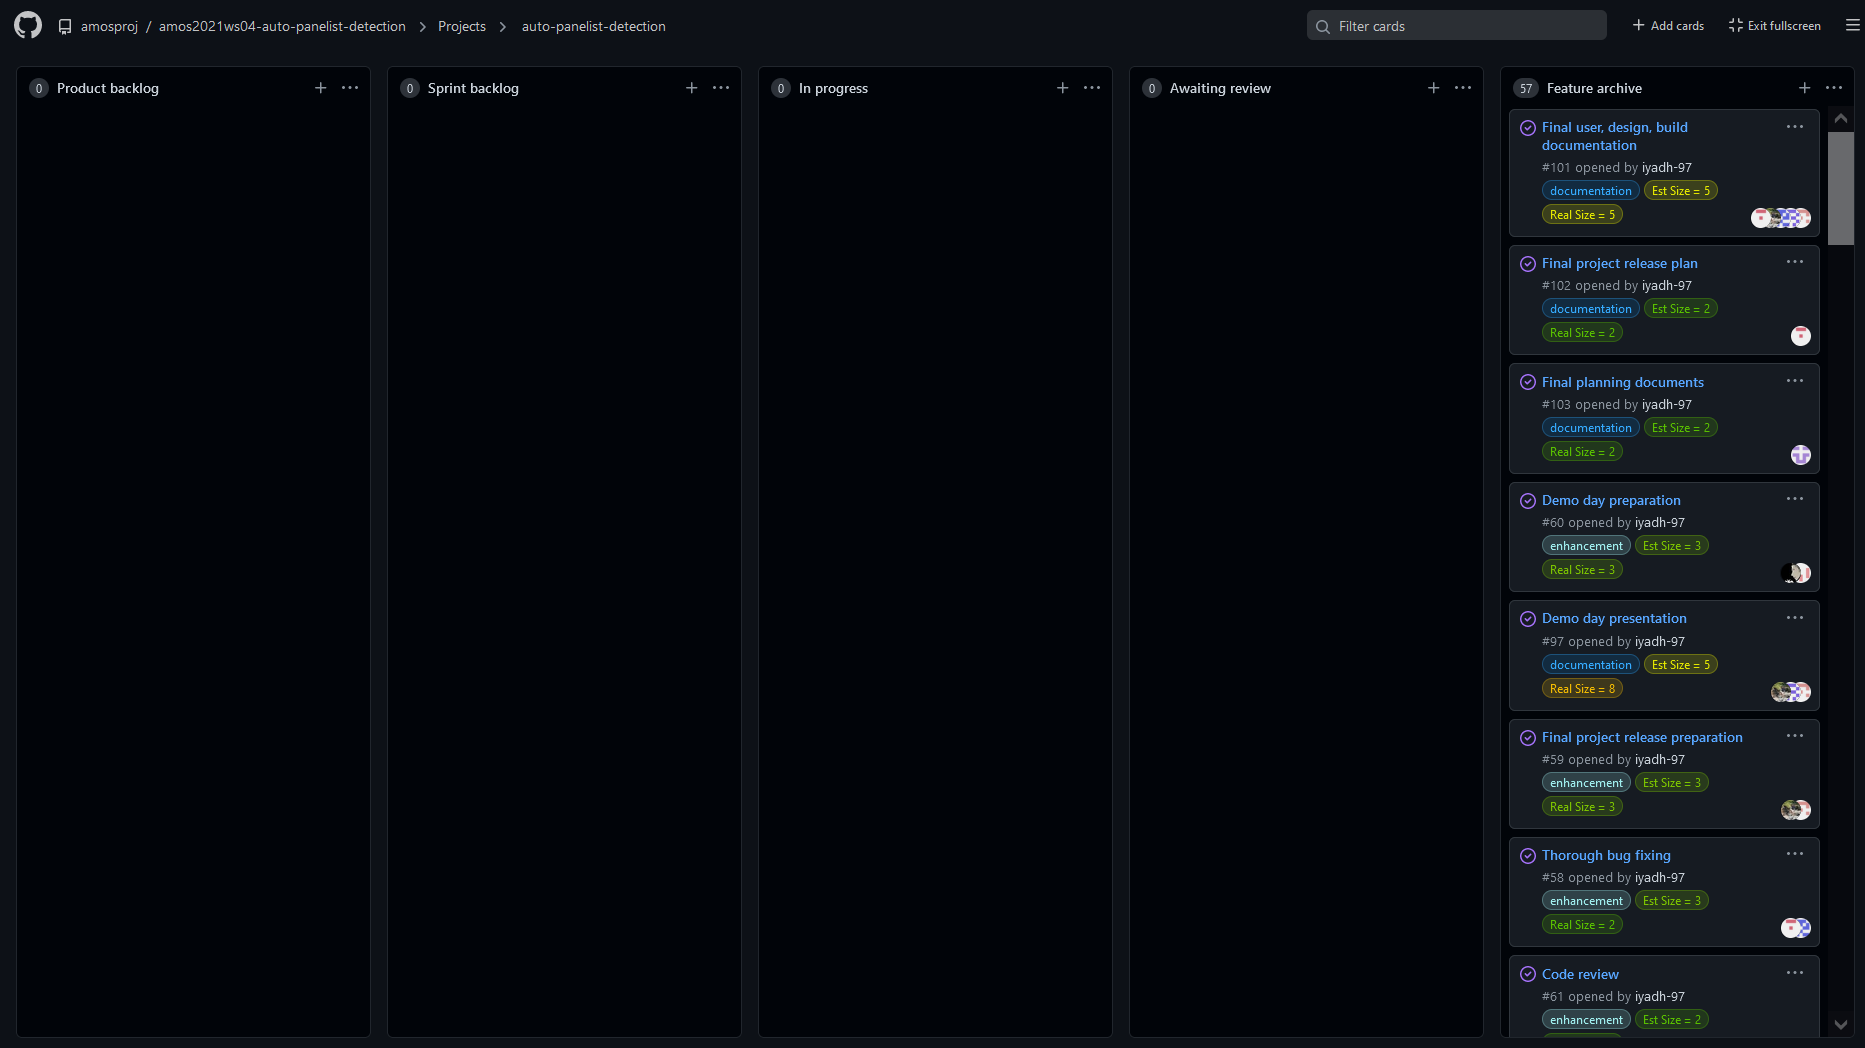 amosproj / amos2021ws04-auto-panelist-detection > Projects > auto-panelist-detection
Filter cards
Add cards
Exit fullscreen
0 Product backlog
0 Sprint backlog
0 In progress
0 Awaiting review
57 Feature archive
Final user, design, build
documentation
#101 opened by iyadh-97
documentation Est Size = 5
Real Size = 5
Final project release plan
#102 opened by iyadh-97
documentation Est Size = 2
Real Size = 2
Final planning documents
#103 opened by iyadh-97
documentation Est Size = 2
Real Size = 2
Demo day preparation
#60 opened by iyadh-97
enhancement Est Size = 3
Real Size = 3
Demo day presentation
#97 opened by iyadh-97
documentation Est Size = 5
Real Size = 8
Final project release preparation
#59 opened by iyadh-97
enhancement Est Size = 3
Real Size = 3
Thorough bug fixing
#58 opened by iyadh-97
enhancement Est Size = 3
Real Size = 2
Code review
#61 opened by iyadh-97
enhancement Est Size = 2